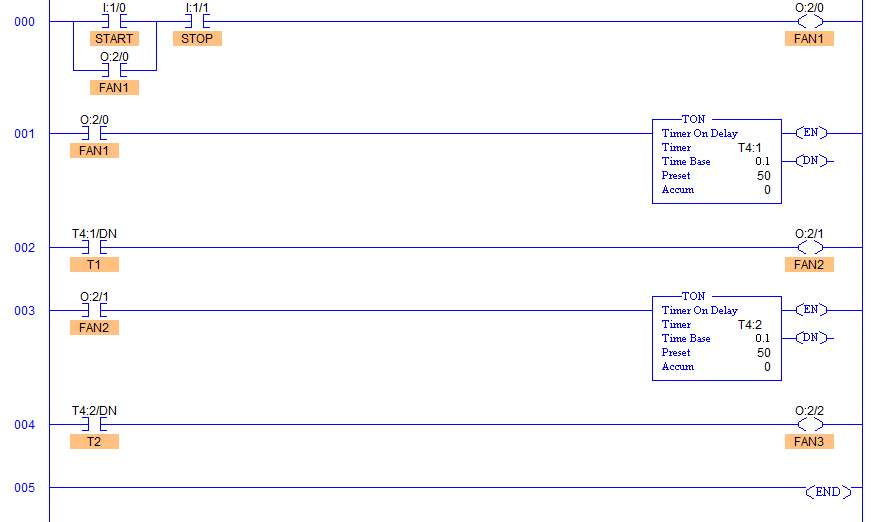 I:1/0 I:1/1 O:2/0
000
START STOP FAN1
O:2/0
FAN1
O:2/0
001
FAN1
TON
Timer On Delay
Timer T4:1
Time Base 0.1
Preset 50
Accum 0
EN
DN
T4:1/DN O:2/1
002
T1 FAN2
O:2/1
003
FAN2
TON
Timer On Delay
Timer T4:2
Time Base 0.1
Preset 50
Accum 0
EN
DN
T4:2/DN O:2/2
004
T2 FAN3
005 END